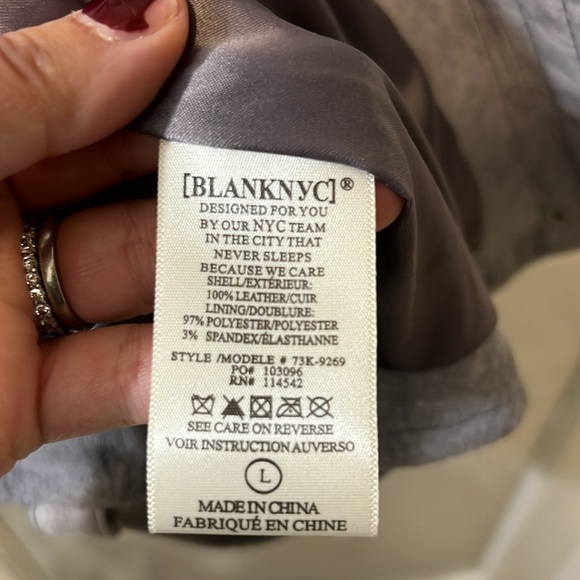 [BLANKNYC]®
DESIGNED FOR YOU
BY OUR NYC TEAM
IN THE CITY THAT
NEVER SLEEPS
BECAUSE WE CARE
SHELL/EXTÉRIEUR:
100% LEATHER/CUIR
LINING/DOUBLURE:
97% POLYESTER/POLYESTER
3% SPANDEX/ÉLASTHANNE
STYLE /MODELE # 73K-9269
PO# 103096
RN# 114542
SEE CARE ON REVERSE
VOIR INSTRUCTION AUVERSO
L
MADE IN CHINA
FABRIQUÉ EN CHINE